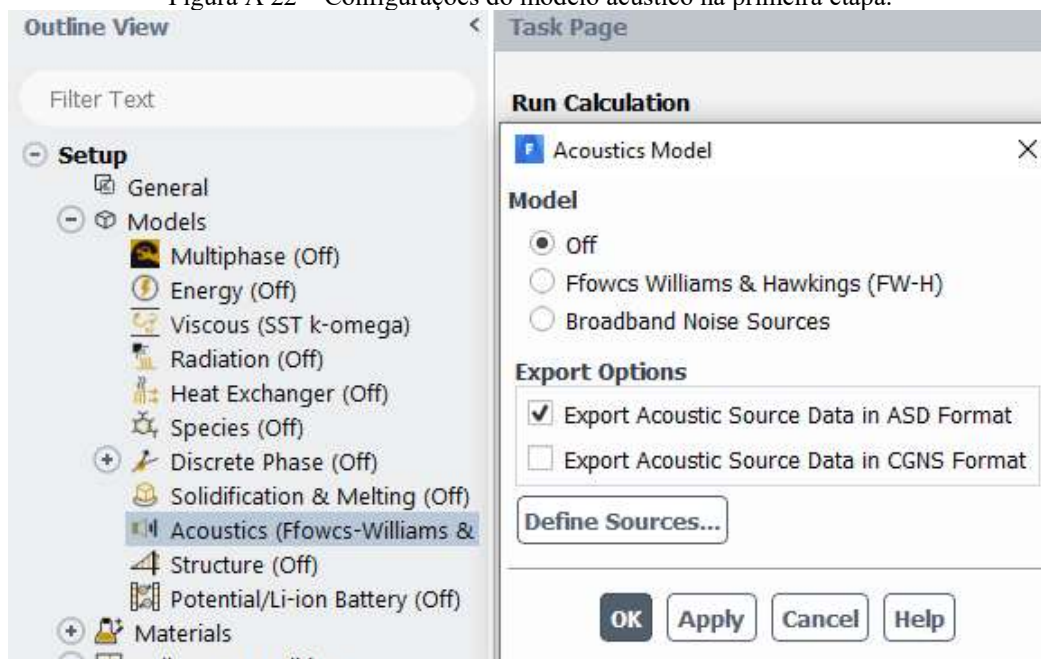 Figura A 22 – Configurações do modelo acústico na primeira etapa.
Outline View
Filter Text
Setup
General
Models
Multiphase (Off)
Energy (Off)
Viscous (SST k-omega)
Radiation (Off)
Heat Exchanger (Off)
Species (Off)
Discrete Phase (Off)
Solidification & Melting (Off)
Acoustics (Ffowcs-Williams &
Structure (Off)
Potential/Li-ion Battery (Off)
Materials
Task Page
Run Calculation
Acoustics Model
Model
Off
Ffowcs Williams & Hawkings (FW-H)
Broadband Noise Sources
Export Options
Export Acoustic Source Data in ASD Format
Export Acoustic Source Data in CGNS Format
Define Sources...
OK Apply Cancel Help